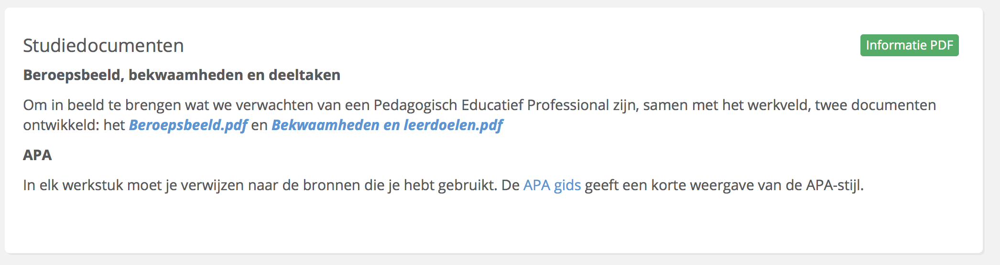 Studiedocumenten
Informatie PDF
Beroepsbeeld, bekwaamheden en deeltaken
Om in beeld te brengen wat we verwachten van een Pedagogisch Educatief Professional zijn, samen met het werkveld, twee documenten
ontwikkeld: het Beroepsbeeld.pdf en Bekwaamheden en leerdoelen.pdf
APA
In elk werkstuk moet je verwijzen naar de bronnen die je hebt gebruikt. De APA gids geeft een korte weergave van de APA-stijl.